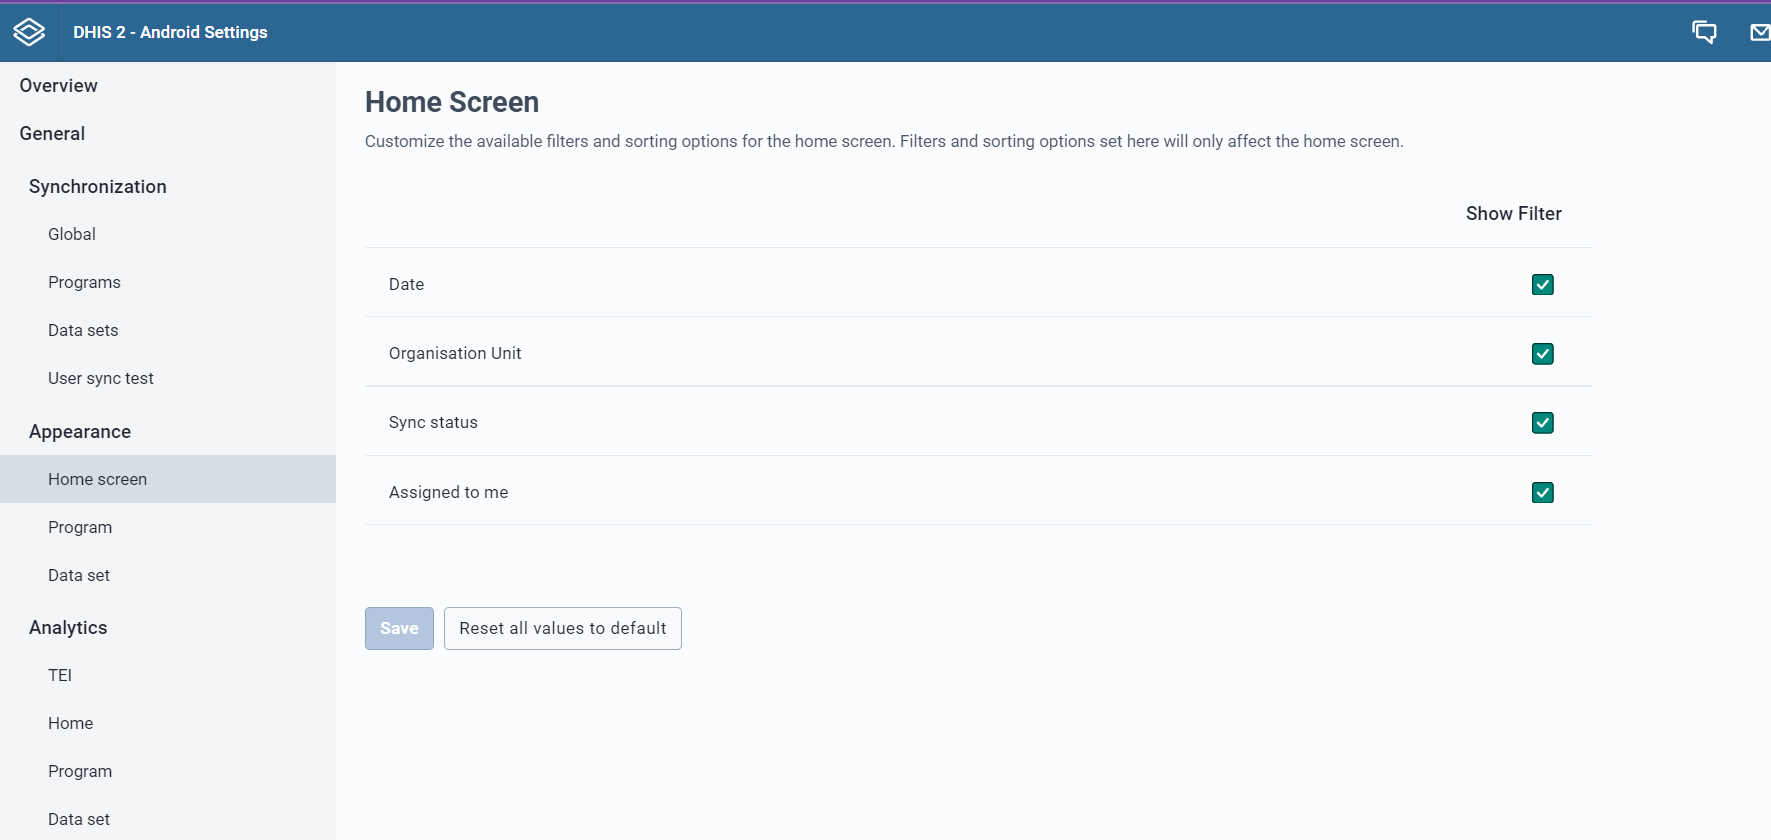 DHIS 2 - Android Settings
Overview
General
Synchronization
Global
Programs
Data sets
User sync test
Appearance
Home screen
Program
Data set
Analytics
TEI
Home
Program
Data set
Home Screen
Customize the available filters and sorting options for the home screen. Filters and sorting options set here will only affect the home screen.
Show Filter
Date
Organisation Unit
Sync status
Assigned to me
Save
Reset all values to default